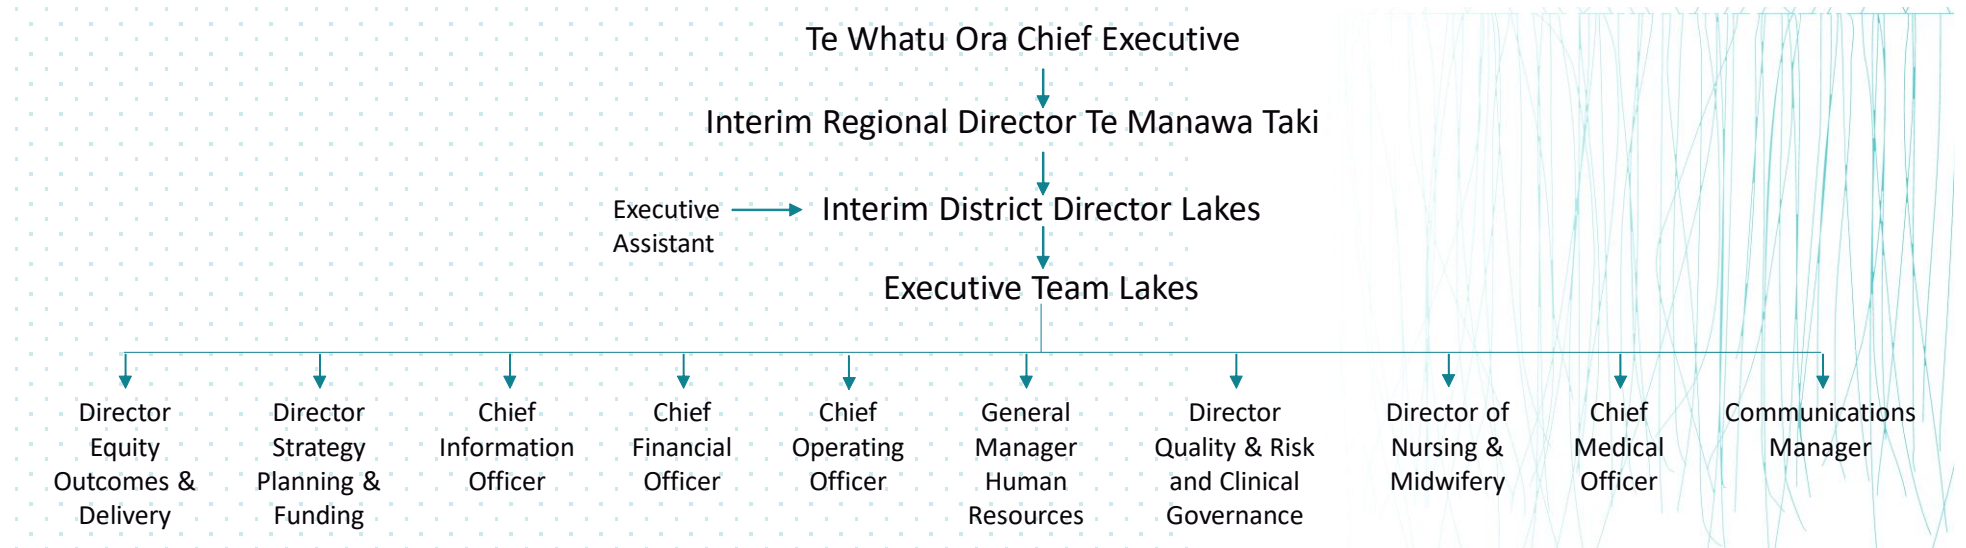 Te Whatu Ora Chief Executive
Interim Regional Director Te Manawa Taki
Executive
Assistant
Interim District Director Lakes
Executive Team Lakes
Director
Equity
Outcomes &
Delivery
Director
Strategy
Planning &
Funding
Chief
Information
Officer
Chief
Financial
Officer
Chief
Operating
Officer
General
Manager
Human
Resources
Director
Quality & Risk
and Clinical
Governance
Director of
Nursing &
Midwifery
Chief
Medical
Officer
Communications
Manager